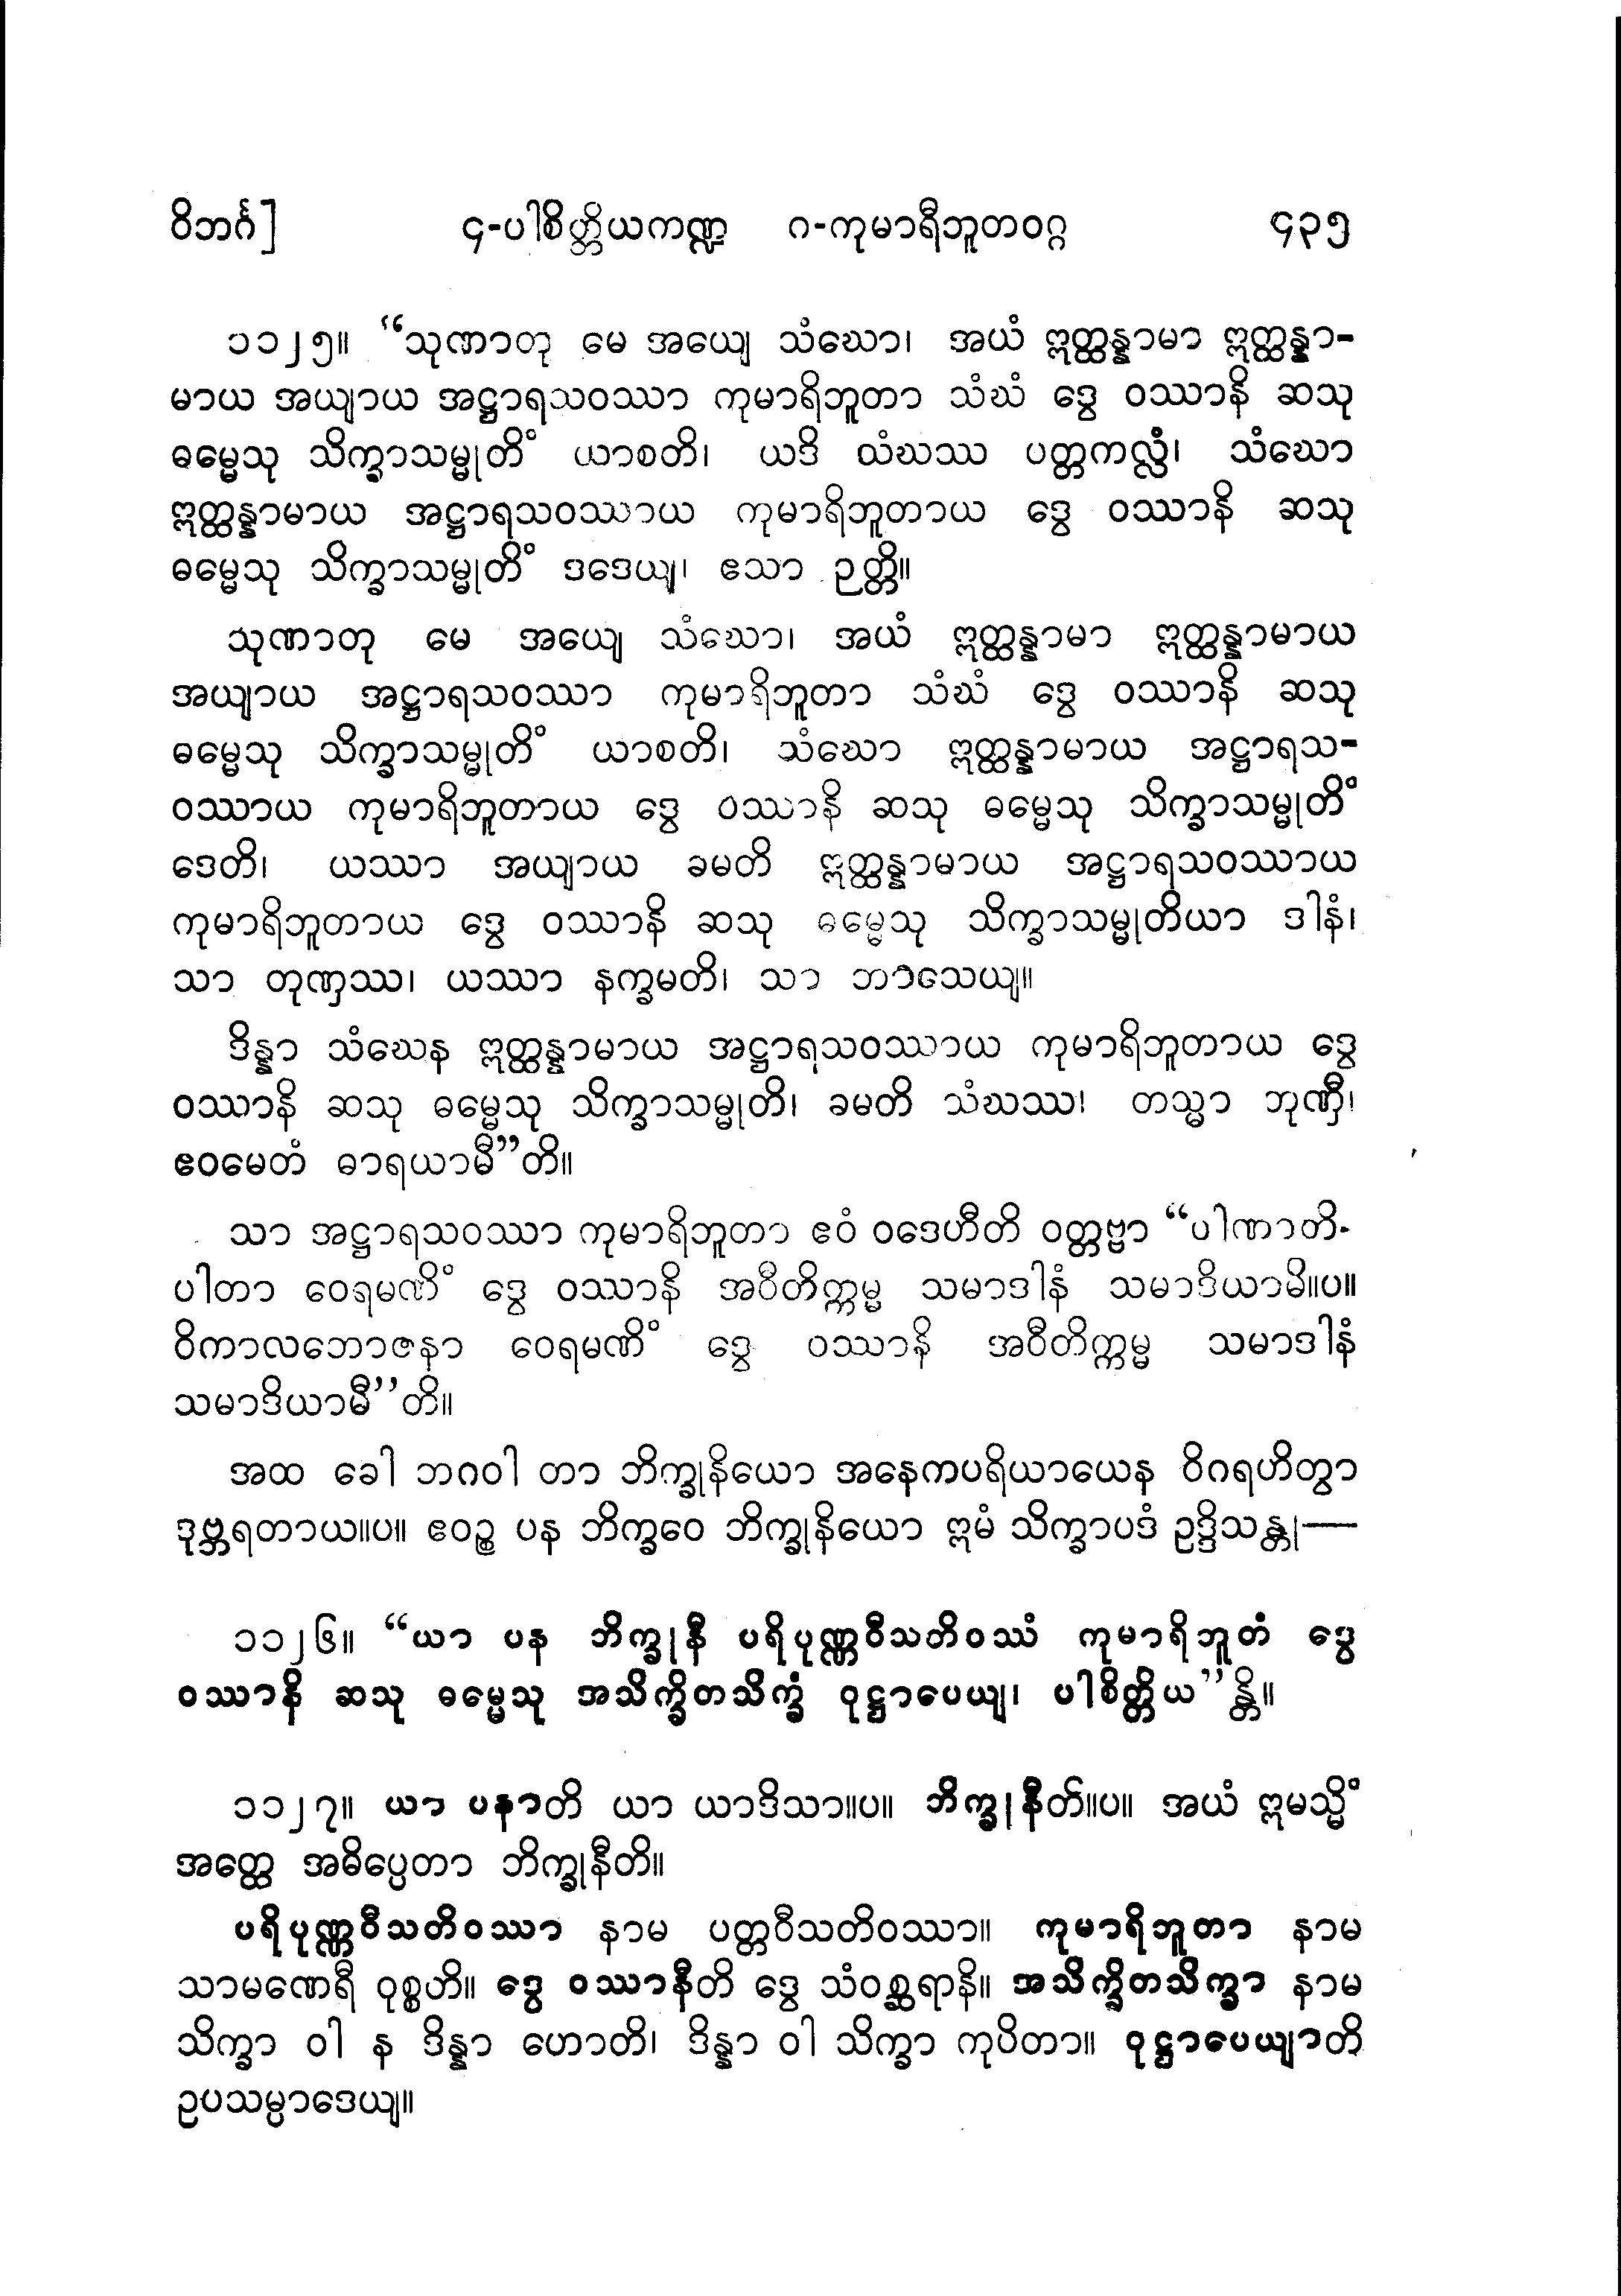 ဝိဘင်္ဂ] ၄-ပါစိတ္တိယကဏ္ဍ ဂ-ကုမာရီဘူတဝဂ္ဂ ၄၃၅
၁၁၂၅။ “သုဏာတု မေ အယျေ သံဃော၊ အယံ ဣတ္ထန္နာမာ ဣတ္ထန္နာ-
မာယ အယျာယ အဋ္ဌာရသဝဿာ ကုမာရိဘူတာ သံဃံ ဒွေ ဝဿာနိ ဆသု
ဓမ္မေသု သိက္ခာသမ္မုတိံ ယာစတိ၊ ယဒိ သံဃဿ ပတ္တကလ္လံ၊ သံဃော
ဣတ္ထန္နာမာယ အဋ္ဌာရသဝဿာယ ကုမာရိဘူတာယ ဒွေ ဝဿာနိ ဆသု
ဓမ္မေသု သိက္ခာသမ္မုတိံ ဒဒေယျ၊ ဧသာ ဉတ္တိ။
သုဏာတု မေ အယျေ သံဃော၊ အယံ ဣတ္ထန္နာမာ ဣတ္ထန္နာမာယ
အယျာယ အဋ္ဌာရသဝဿာ ကုမာရိဘူတာ သံဃံ ဒွေ ဝဿာနိ ဆသု
ဓမ္မေသု သိက္ခာသမ္မုတိံ ယာစတိ၊ သံဃော ဣတ္ထန္နာမာယ အဋ္ဌာရသ-
ဝဿာယ ကုမာရိဘူတာယ ဒွေ ဝဿာနိ ဆသု ဓမ္မေသု သိက္ခာသမ္မုတိံ
ဒေတိ၊ ယဿာ အယျာယ ခမတိ ဣတ္ထန္နာမာယ အဋ္ဌာရသဝဿာယ
ကုမာရိဘူတာယ ဒွေ ဝဿာနိ ဆသု ဓမ္မေသု သိက္ခာသမ္မုတိယာ ဒါနံ၊
သာ တုဏှဿ၊ ယဿာ နက္ခမတိ၊ သာ ဘာသေယျ။
ဒိန္နာ သံဃေန ဣတ္ထန္နာမာယ အဋ္ဌာရသဝဿာယ ကုမာရိဘူတာယ ဒွေ
ဝဿာနိ ဆသု ဓမ္မေသု သိက္ခာသမ္မုတိ၊ ခမတိ သံဃဿ၊ တသ္မာ တုဏှီ၊
ဧဝမေတံ ဓာရယာမီ”တိ။
သာ အဋ္ဌာရသဝဿာ ကုမာရိဘူတာ ဧဝံ ဝဒေဟီတိ ဝတ္တဗ္ဗာ “ပါဏာတိ-
ပါတာ ဝေရမဏိံ ဒွေ ဝဿာနိ အဝီတိက္ကမ္မ သမာဒါနံ သမာဒိယာမိ။ပ။
ဝိကာလဘောဇနာ ဝေရမဏိံ ဒွေ ဝဿာနိ အဝီတိက္ကမ္မ သမာဒါနံ
သမာဒိယာမီ”တိ။
အထ ခေါ ဘဂဝါ တာ ဘိက္ခုနိယော အနေကပရိယာယေန ဝိဂရဟိတွာ
ဒုဗ္ဘရတာယ။ပ။ ဧဝဉ္စ ပန ဘိက္ခဝေ ဘိက္ခုနိယော ဣမံ သိက္ခာပဒံ ဥဒ္ဒိသန္တု—
၁၁၂၆။ “ယာ ပန ဘိက္ခုနီ ပရိပုဏ္ဏဝီသတိဝဿံ ကုမာရိဘူတံ ဒွေ
ဝဿာနိ ဆသု ဓမ္မေသု အသိက္ခိတသိက္ခံ ဝုဋ္ဌာပေယျ၊ ပါစိတ္တိယ”န္တိ။
၁၁၂၇။ ယာ ပနာတိ ယာ ယာဒိသာ။ပ။ ဘိက္ခုနီတိ။ပ။ အယံ ဣမသ္မိံ
အတ္ထေ အဓိပ္ပေတာ ဘိက္ခုနီတိ။
ပရိပုဏ္ဏဝီသတိဝဿာ နာမ ပတ္တဝီသတိဝဿာ။ ကုမာရိဘူတာ နာမ
သာမဏေရီ ဝုစ္စတိ။ ဒွေ ဝဿာနီတိ ဒွေ သံဝစ္ဆရာနိ။ အသိက္ခိတသိက္ခာ နာမ
သိက္ခာ ဝါ န ဒိန္နာ ဟောတိ၊ ဒိန္နာ ဝါ သိက္ခာ ကုပိတာ။ ဝုဋ္ဌာပေယျာတိ
ဥပသမ္ပာဒေယျ။